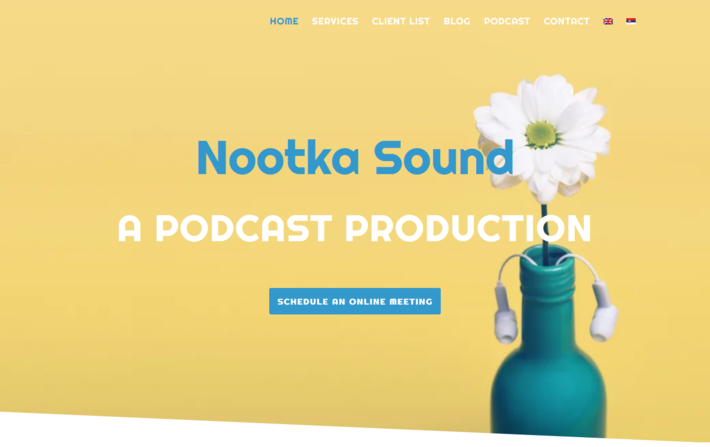 HOME SERVICES CLIENT LIST BLOG PODCAST CONTACT
Nootka Sound
A PODCAST PRODUCTION
SCHEDULE AN ONLINE MEETING